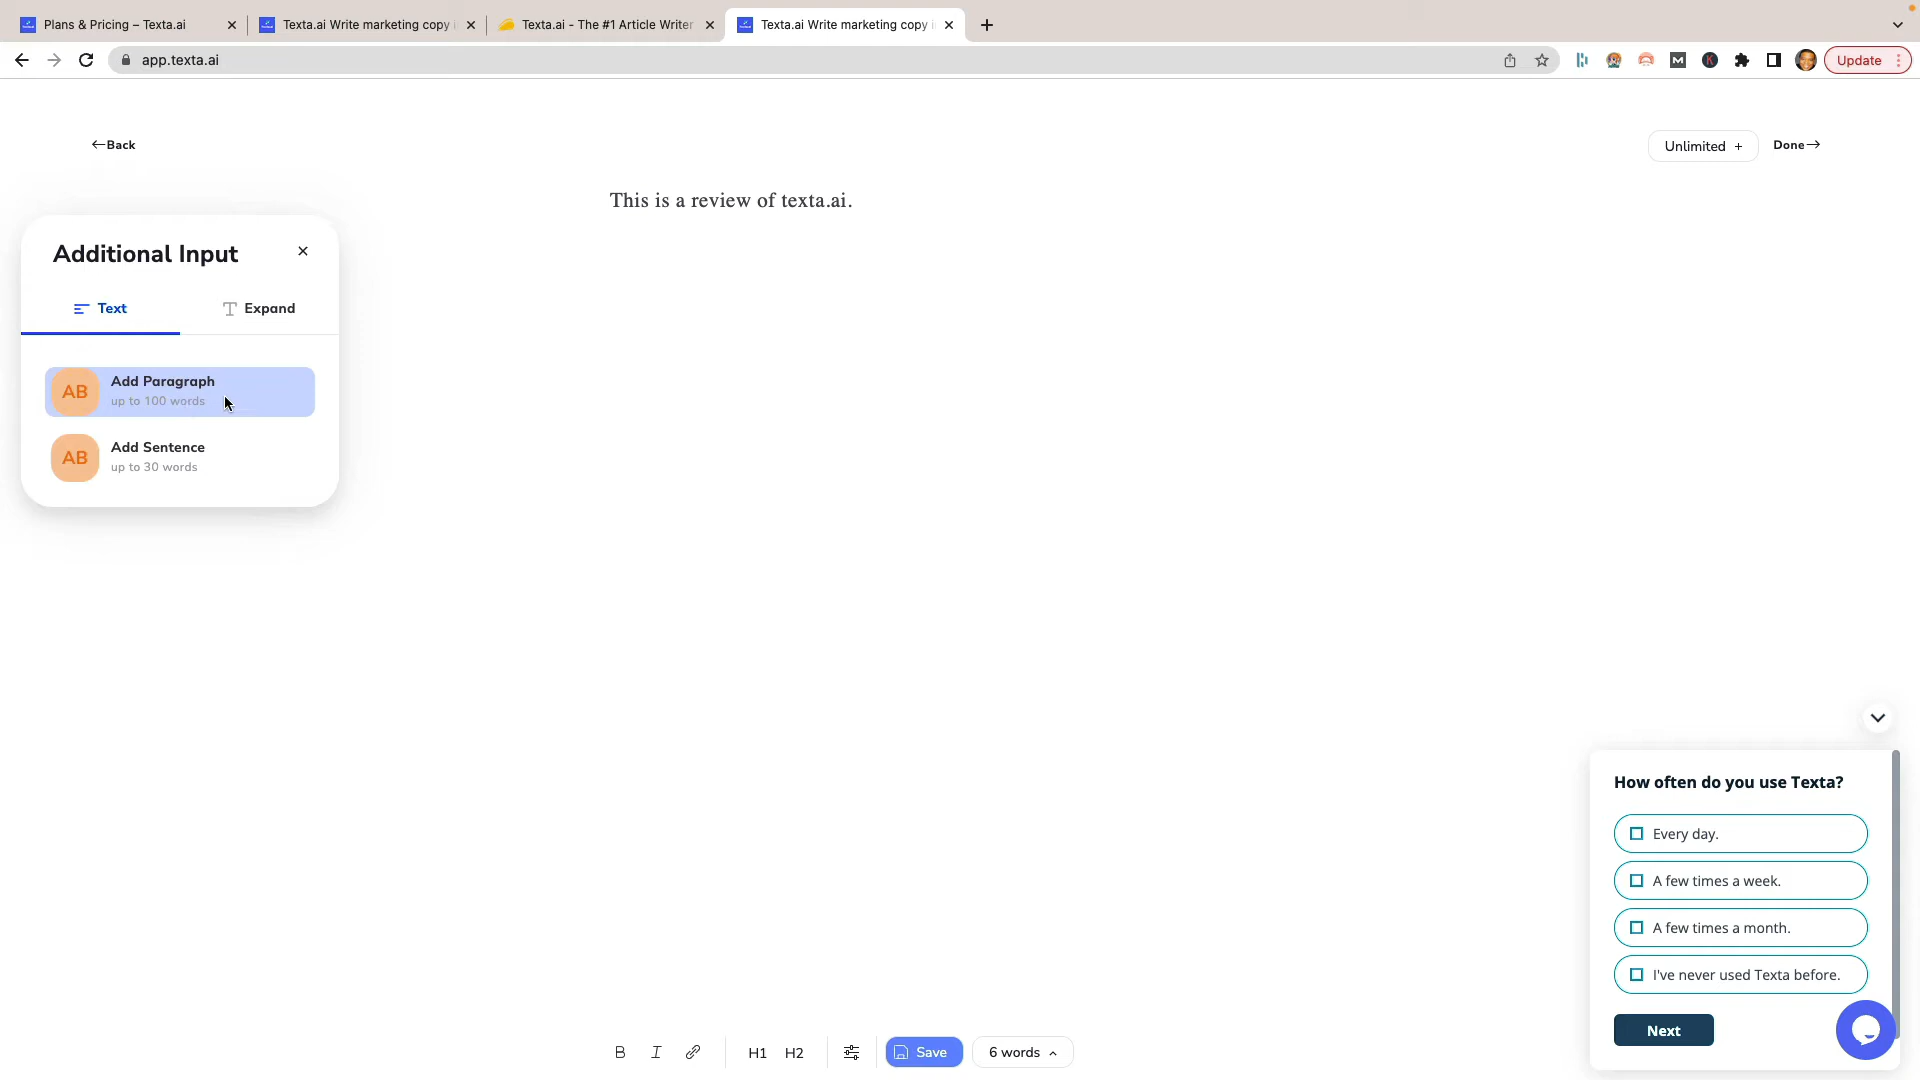 Plans & Pricing – Texta.ai
Texta.ai Write marketing copy i
Texta.ai - The #1 Article Writer
Texta.ai Write marketing copy in
app.texta.ai
Update
Back
Unlimited +
Done
This is a review of texta.ai.
Additional Input
Text
Expand
AB
Add Paragraph
up to 100 words
AB
Add Sentence
up to 30 words
How often do you use Texta?
Every day.
A few times a week.
A few times a month.
I've never used Texta before.
Next
B I
H1 H2
Save
6 words